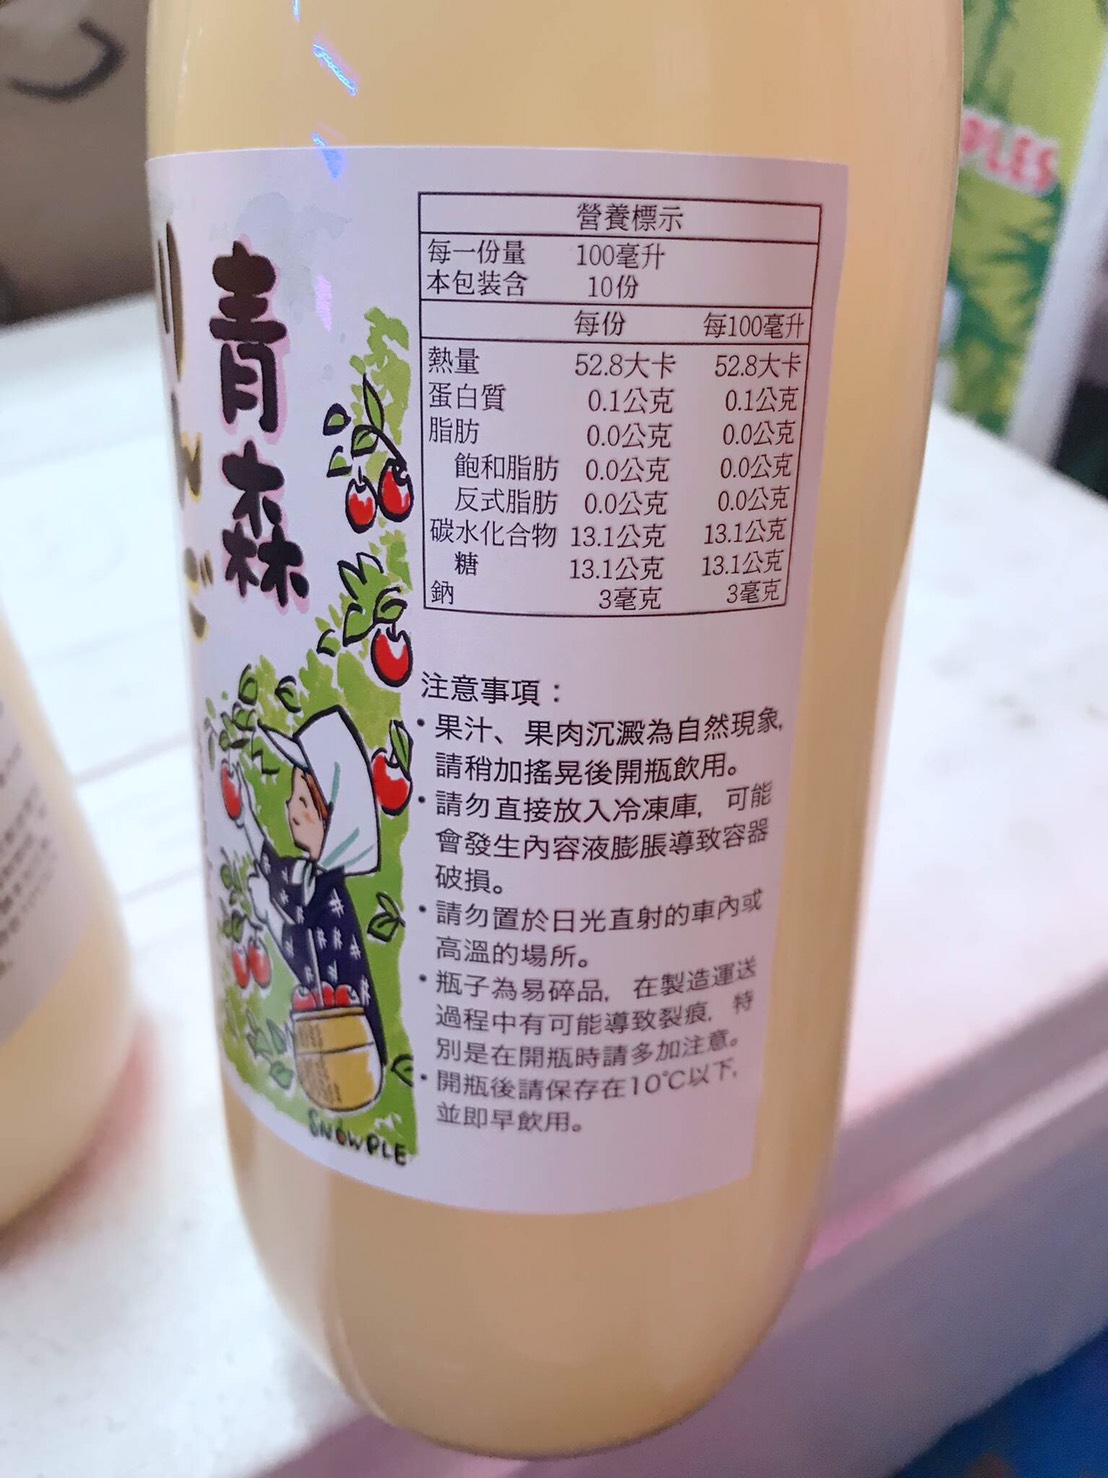 青森
營養標示
每一份量 100毫升
本包裝含 10份
每份 每100毫升
熱量 52.8大卡 52.8大卡
蛋白質 0.1公克 0.1公克
脂肪 0.0公克 0.0公克
飽和脂肪 0.0公克 0.0公克
反式脂肪 0.0公克 0.0公克
碳水化合物 13.1公克 13.1公克
糖 13.1公克 13.1公克
鈉 3毫克 3毫克
注意事項：
•果汁、果肉沉澱為自然現象,
請稍加搖晃後開瓶飲用。
•請勿直接放入冷凍庫, 可能
會發生內容液膨脹導致容器
破損。
•請勿置於日光直射的車內或
高溫的場所。
•瓶子為易碎品, 在製造運送
過程中有可能導致裂痕, 特
別是在開瓶時請多加注意。
•開瓶後請保存在10℃以下,
並即早飲用。
SNOWPLE
PLES